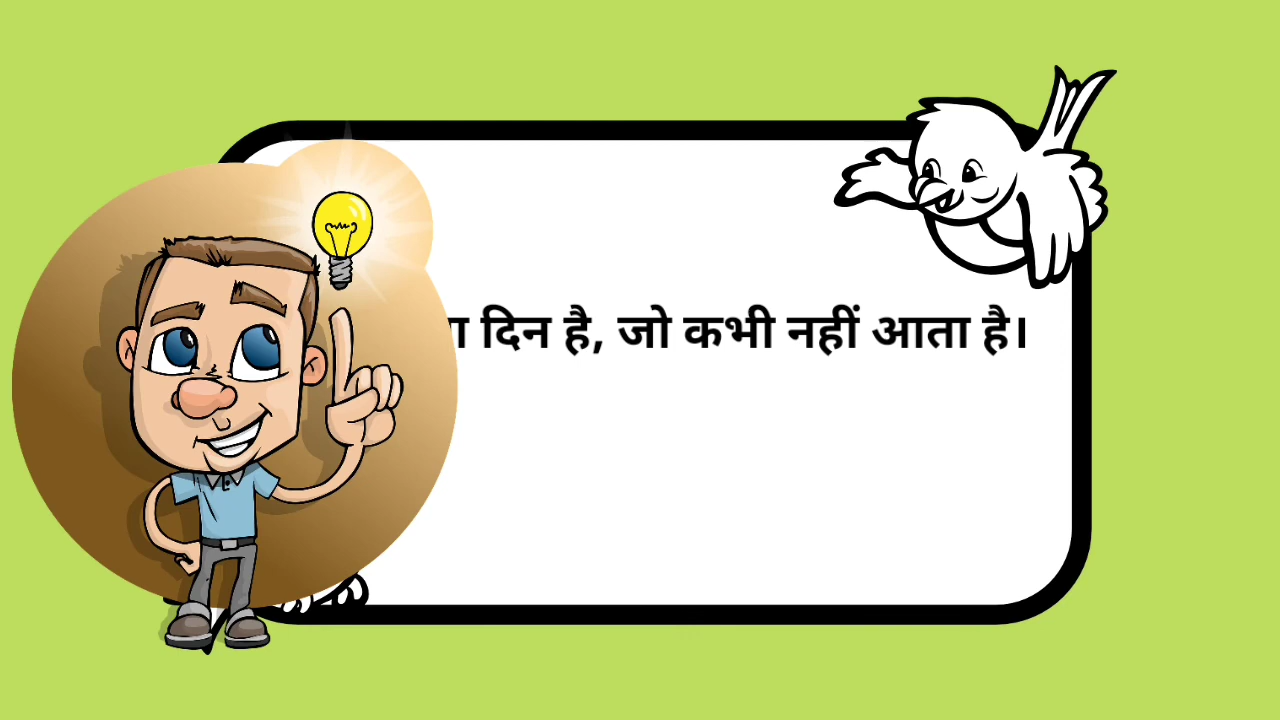 दिन है, जो कभी नहीं आता है।